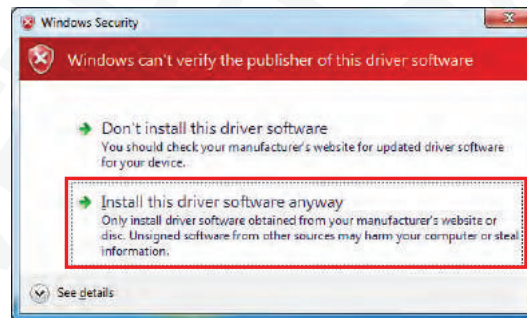 Windows Security
Windows can't verify the publisher of this driver software
Don't install this driver software
You should check your manufacturer's website for updated driver software
for your device.
Install this driver software anyway
Only install driver software obtained from your manufacturer's website or
disc. Unsigned software from other sources may harm your computer or steal
information.
See details